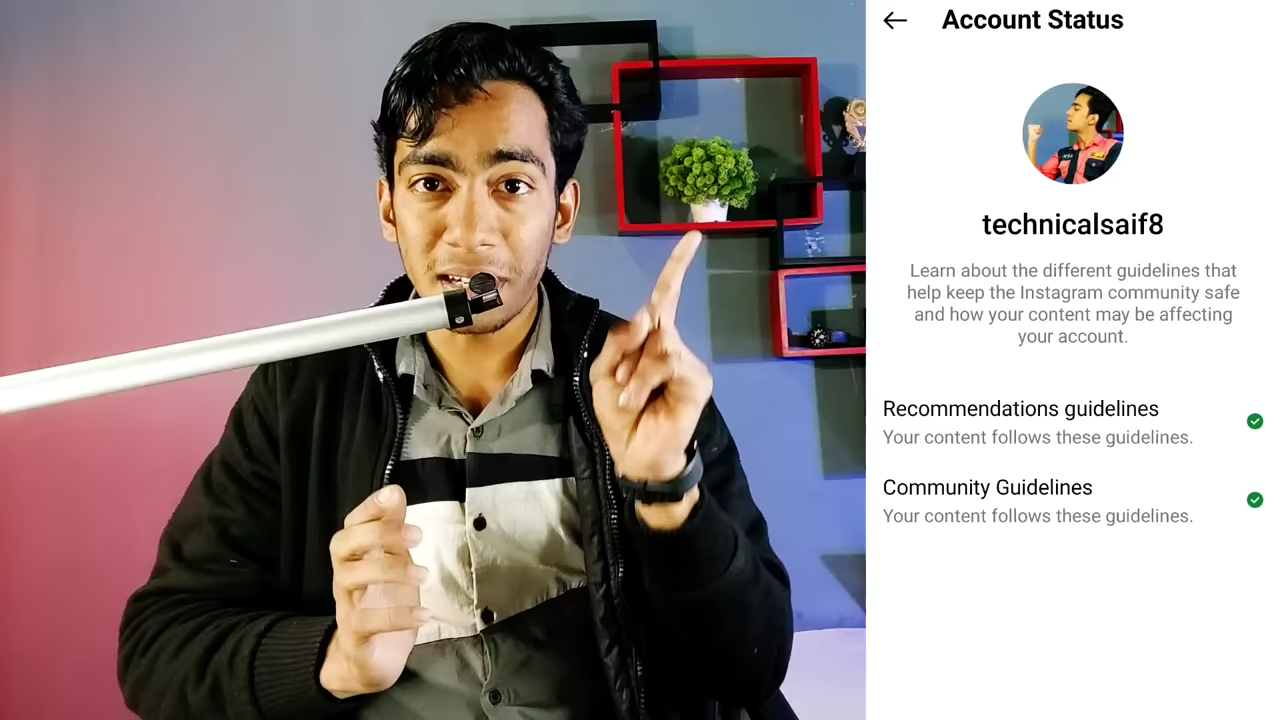 Account Status
technicalsaif8
Learn about the different guidelines that
help keep the Instagram community safe
and how your content may be affecting
your account.
Recommendations guidelines
Your content follows these guidelines.
Community Guidelines
Your content follows these guidelines.